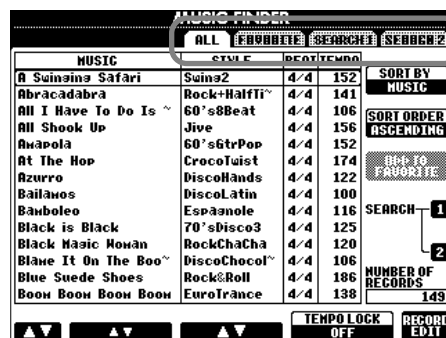 MUSIC FINDER
ALL FAVORITE SEARCH1 SEARCH2
MUSIC STYLE BEAT TEMPO
A Swinging Safari Swing2 4/4 152
Abracadabra Rock+HalfTi~ 4/4 141
All I Have To Do Is ~ 60's8Beat 4/4 106
All Shook Up Jive 4/4 156
Amapola 60'sGtrPop 4/4 152
At The Hop CrocoTwist 4/4 174
Azurro DiscoHands 4/4 122
Bailamos DiscoLatin 4/4 100
Bamboleo Espagnole 4/4 116
Black is Black 70'sDisco3 4/4 125
Black Magic Woman RockChaCha 4/4 120
Blame It On The Boo~ DiscoChocol~ 4/4 106
Blue Suede Shoes Rock&Roll 4/4 186
Boom Boom Boom Boom EuroTrance 4/4 138
SORT BY
MUSIC
SORT ORDER
ASCENDING
ADD TO
FAVORITE
SEARCH 1
2
NUMBER OF
RECORDS
149
TEMPO LOCK
OFF
RECORD
EDIT